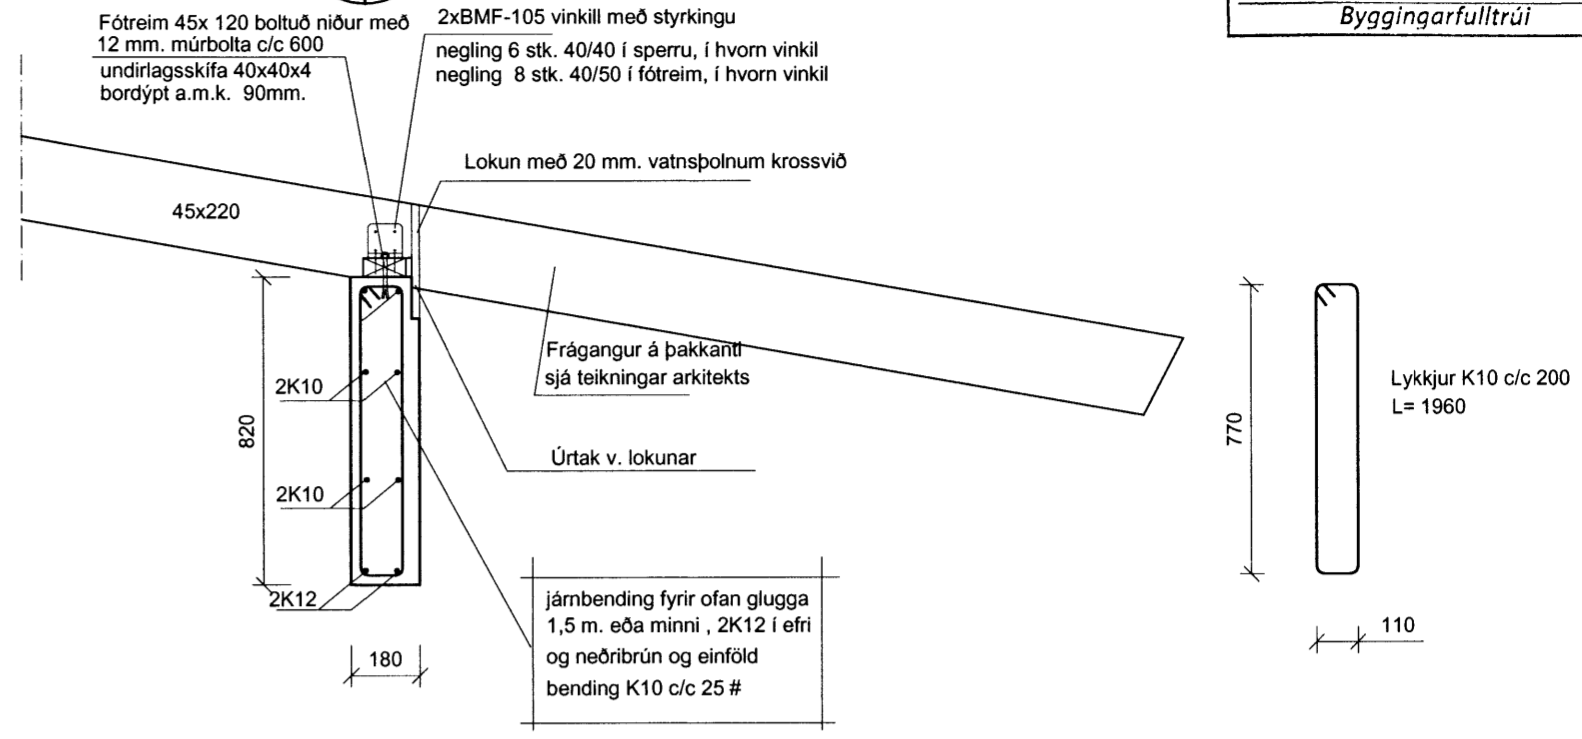 Byggingarfulltrúi
Fótreim 45x 120 boltuð niður með
12 mm. múrbolta c/c 600
undirlagsskífa 40x40x4
bordýpt a.m.k. 90mm.
2xBMF-105 vinkill með styrkingu
negling 6 stk. 40/40 í sperru, í hvorn vinkil
negling 8 stk. 40/50 í fótreim, í hvorn vinkil
Lokun með 20 mm. vatnsþolnum krossvið
45x220
Frágangur á þakkanti
sjá teikningar arkitekts
2K10
820
Úrtak v. lokunar
2K10
2K12
180
járnbending fyrir ofan glugga
1,5 m. eða minni , 2K12 í efri
og neðribrún og einföld
bending K10 c/c 25 #
770
Lykkjur K10 c/c 200
L= 1960
110